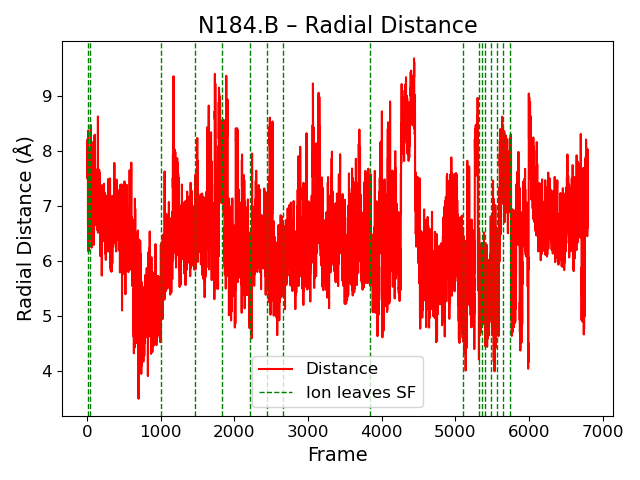 N184.B – Radial Distance
Radial Distance (Å)
9
8
7
6
5
4
Distance
Ion leaves SF
0 1000 2000 3000 4000 5000 6000 7000
Frame